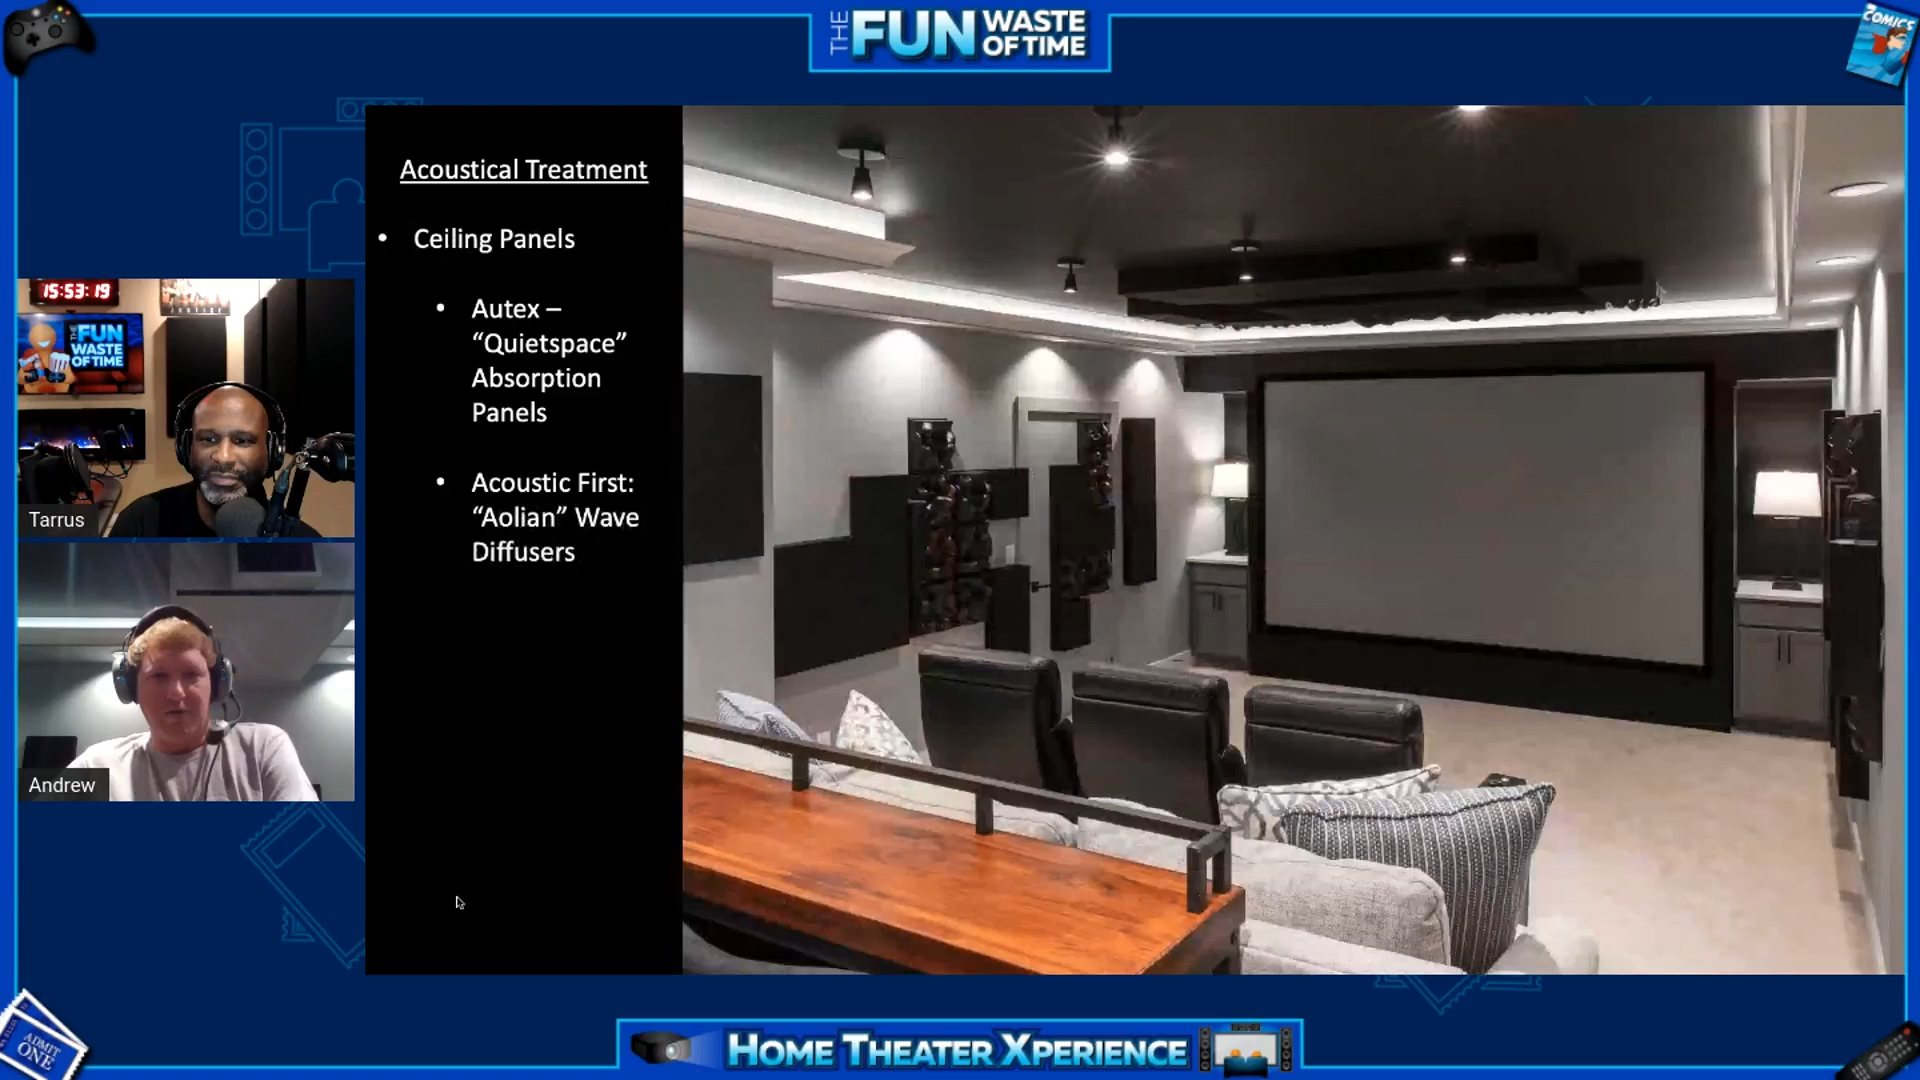 THE FUN WASTE OF TIME
COMICS
Acoustical Treatment
• Ceiling Panels
• Autex –
“Quietspace”
Absorption
Panels
• Acoustic First:
“Aolian” Wave
Diffusers
15:53:19
THE FUN
WASTE
OF TIME
Tarrus
Andrew
ADMIT
ONE
HOME THEATER XPERIENCE